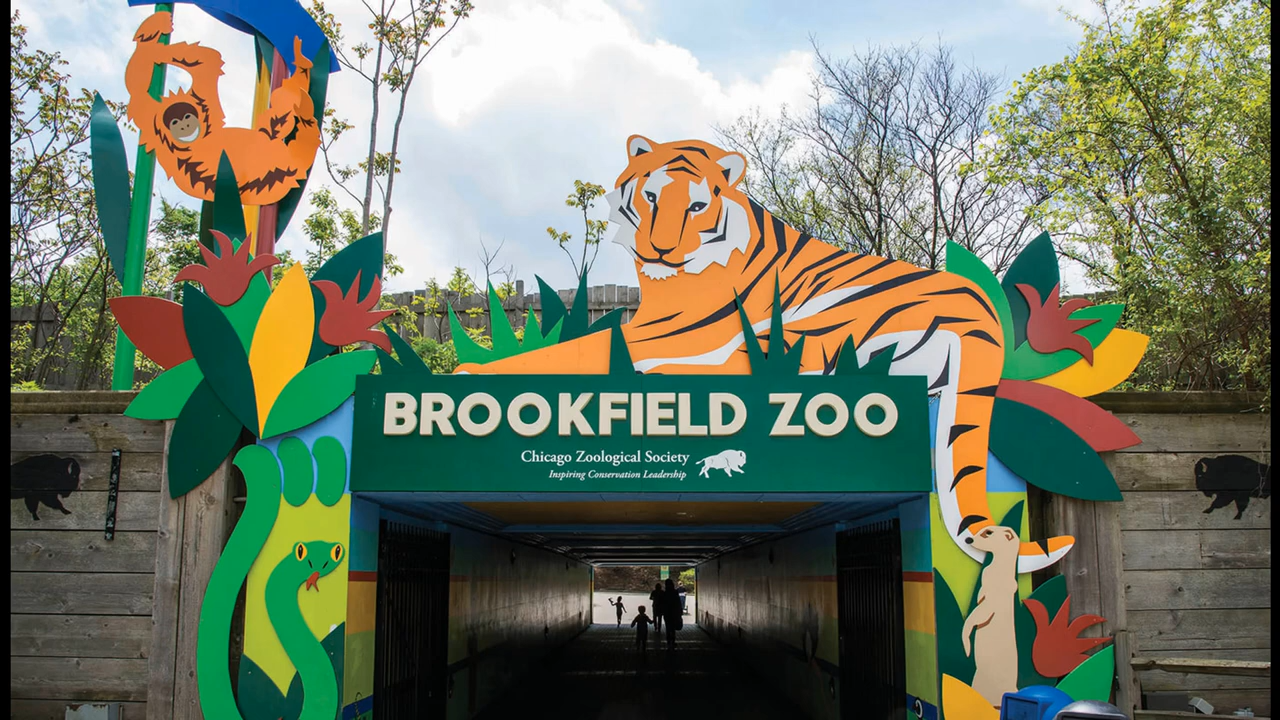 BROOKFIELD ZOO
Chicago Zoological Society
Inspiring Conservation Leadership